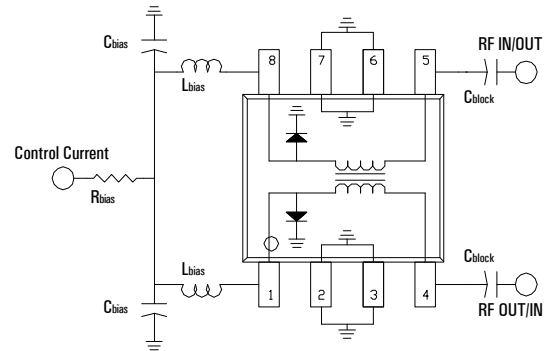 Cbias
Lbias
8
7
6
5
RF IN/OUT
Cblock
Control Current
Rbias
Lbias
Cbias
1
2
3
4
Cblock
RF OUT/IN